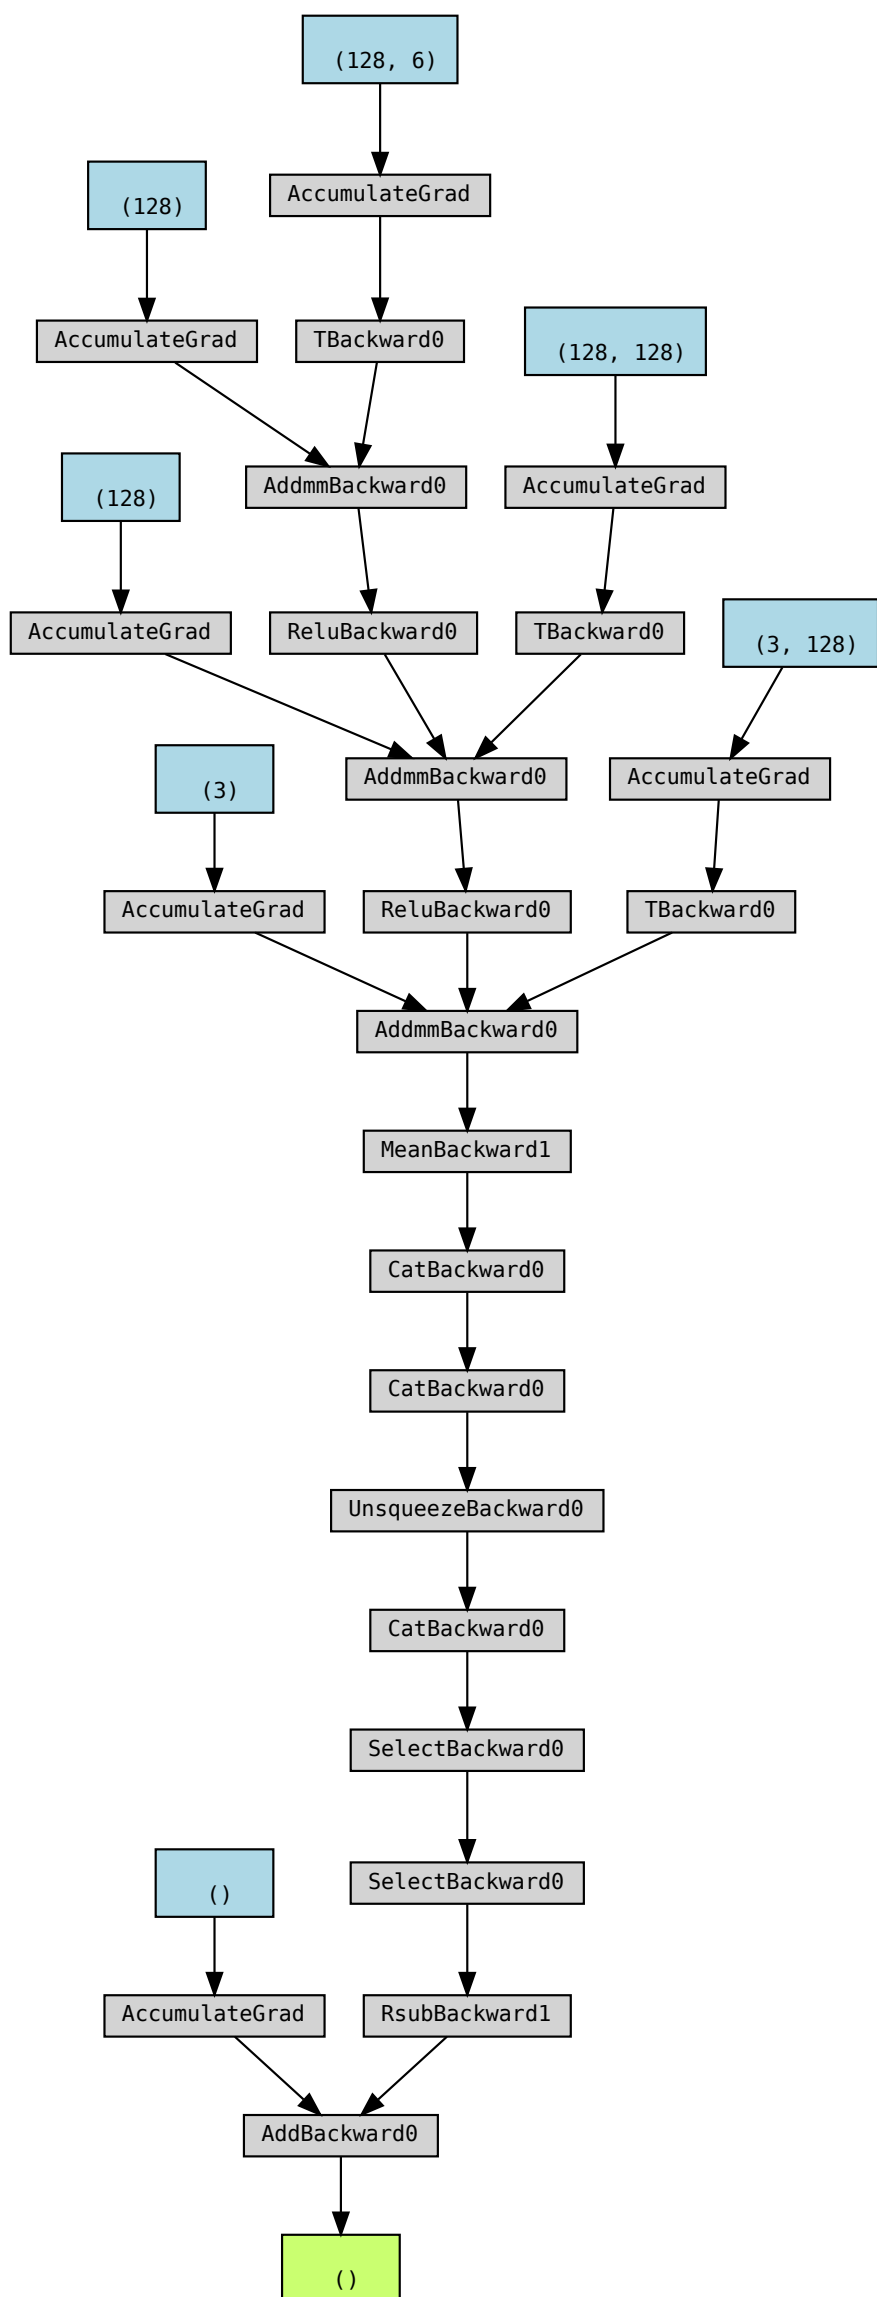 (128, 6)
(128)
AccumulateGrad
AccumulateGrad
TBackward0
(128, 128)
(128)
AddmmBackward0
AccumulateGrad
AccumulateGrad
ReluBackward0
TBackward0
(3, 128)
(3)
AddmmBackward0
AccumulateGrad
AccumulateGrad
ReluBackward0
TBackward0
AddmmBackward0
MeanBackward1
CatBackward0
CatBackward0
UnsqueezeBackward0
CatBackward0
SelectBackward0
()
SelectBackward0
AccumulateGrad
RsubBackward1
AddBackward0
()